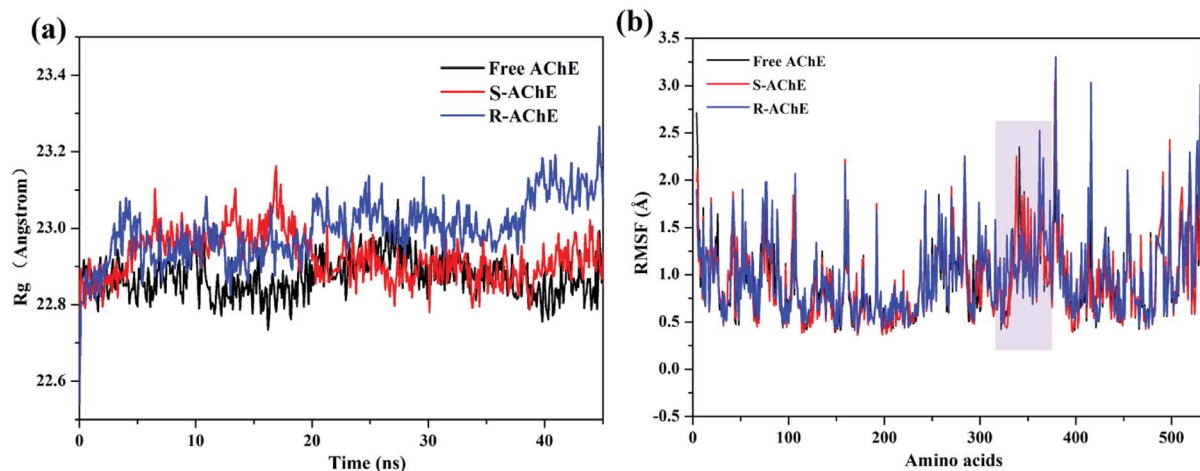 (a)
23.4
23.2
23.0
22.8
22.6
Rg (Angstrom)
Free AChE
S-AChE
R-AChE
0
10
20
30
40
Time (ns)
(b)
3.5
3.0
2.5
2.0
1.5
1.0
0.5
0.0
-0.5
RMSF (Å)
Free AChE
S-AChE
R-AChE
0
100
200
300
400
500
Amino acids